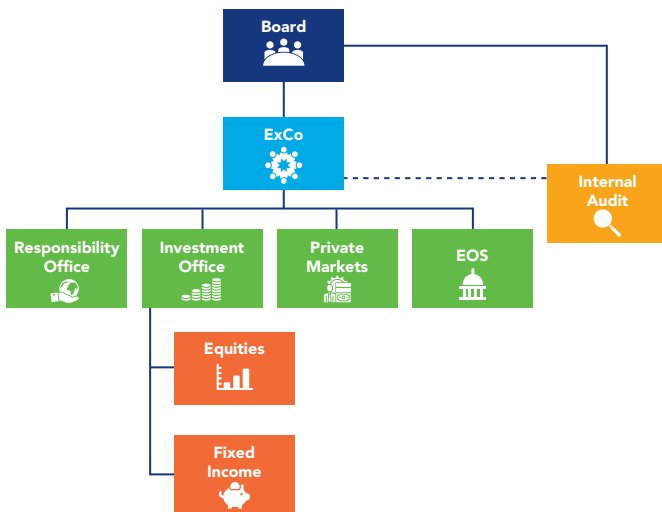 Board
ExCo
Internal
Audit
Responsibility
Office
Investment
Office
Private
Markets
EOS
Equities
Fixed
Income